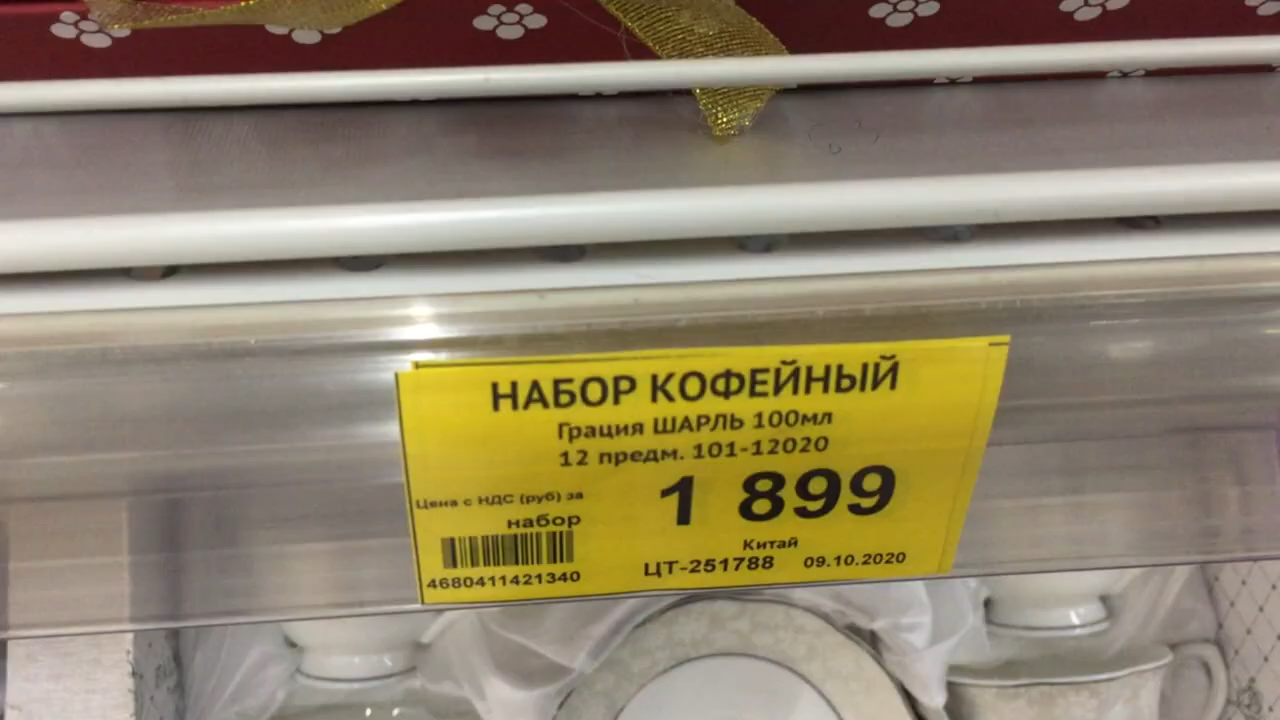 НАБОР КОФЕЙНЫЙ
Грация ШАРЛЬ 100мл
12 предм. 101-12020
Цена с НДС (руб) за
набор
1 899
Китай
4680411421340
ЦТ-251788 09.10.2020